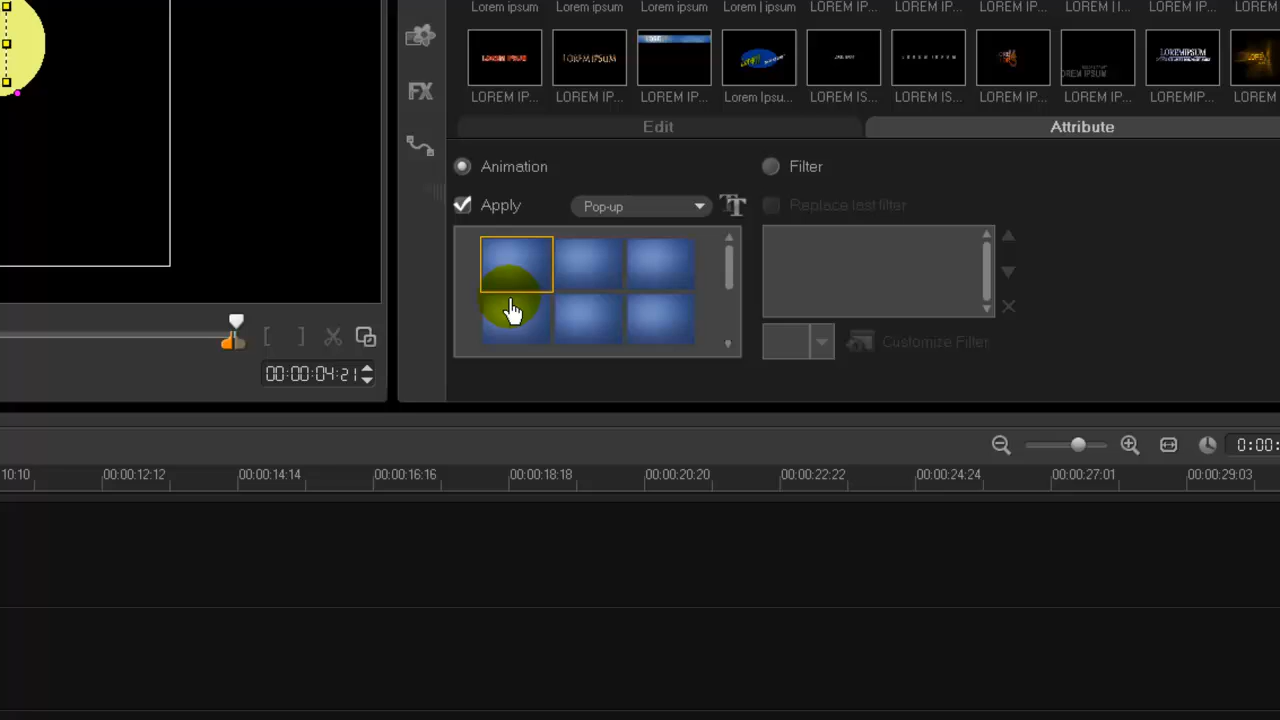 Lorem ipsum Lorem ipsum Lorem ipsum Lorem | ipsum LOREM IP... LOREM IP... LOREM IP... LOREM IP... LOREM
FX
LOREM IP... LOREM IP... LOREM IP... Lorem Ipsu... LOREM IS... LOREM IS... LOREM IP... LOREM IP... LOREMIP... LOREM
Edit Attribute
Animation Filter
Apply Pop-up TT Replace last filter
Customize Filter
00:00:04:21
0:00:
10:10 00:00:12:12 00:00:14:14 00:00:16:16 00:00:18:18 00:00:20:20 00:00:22:22 00:00:24:24 00:00:27:01 00:00:29:03